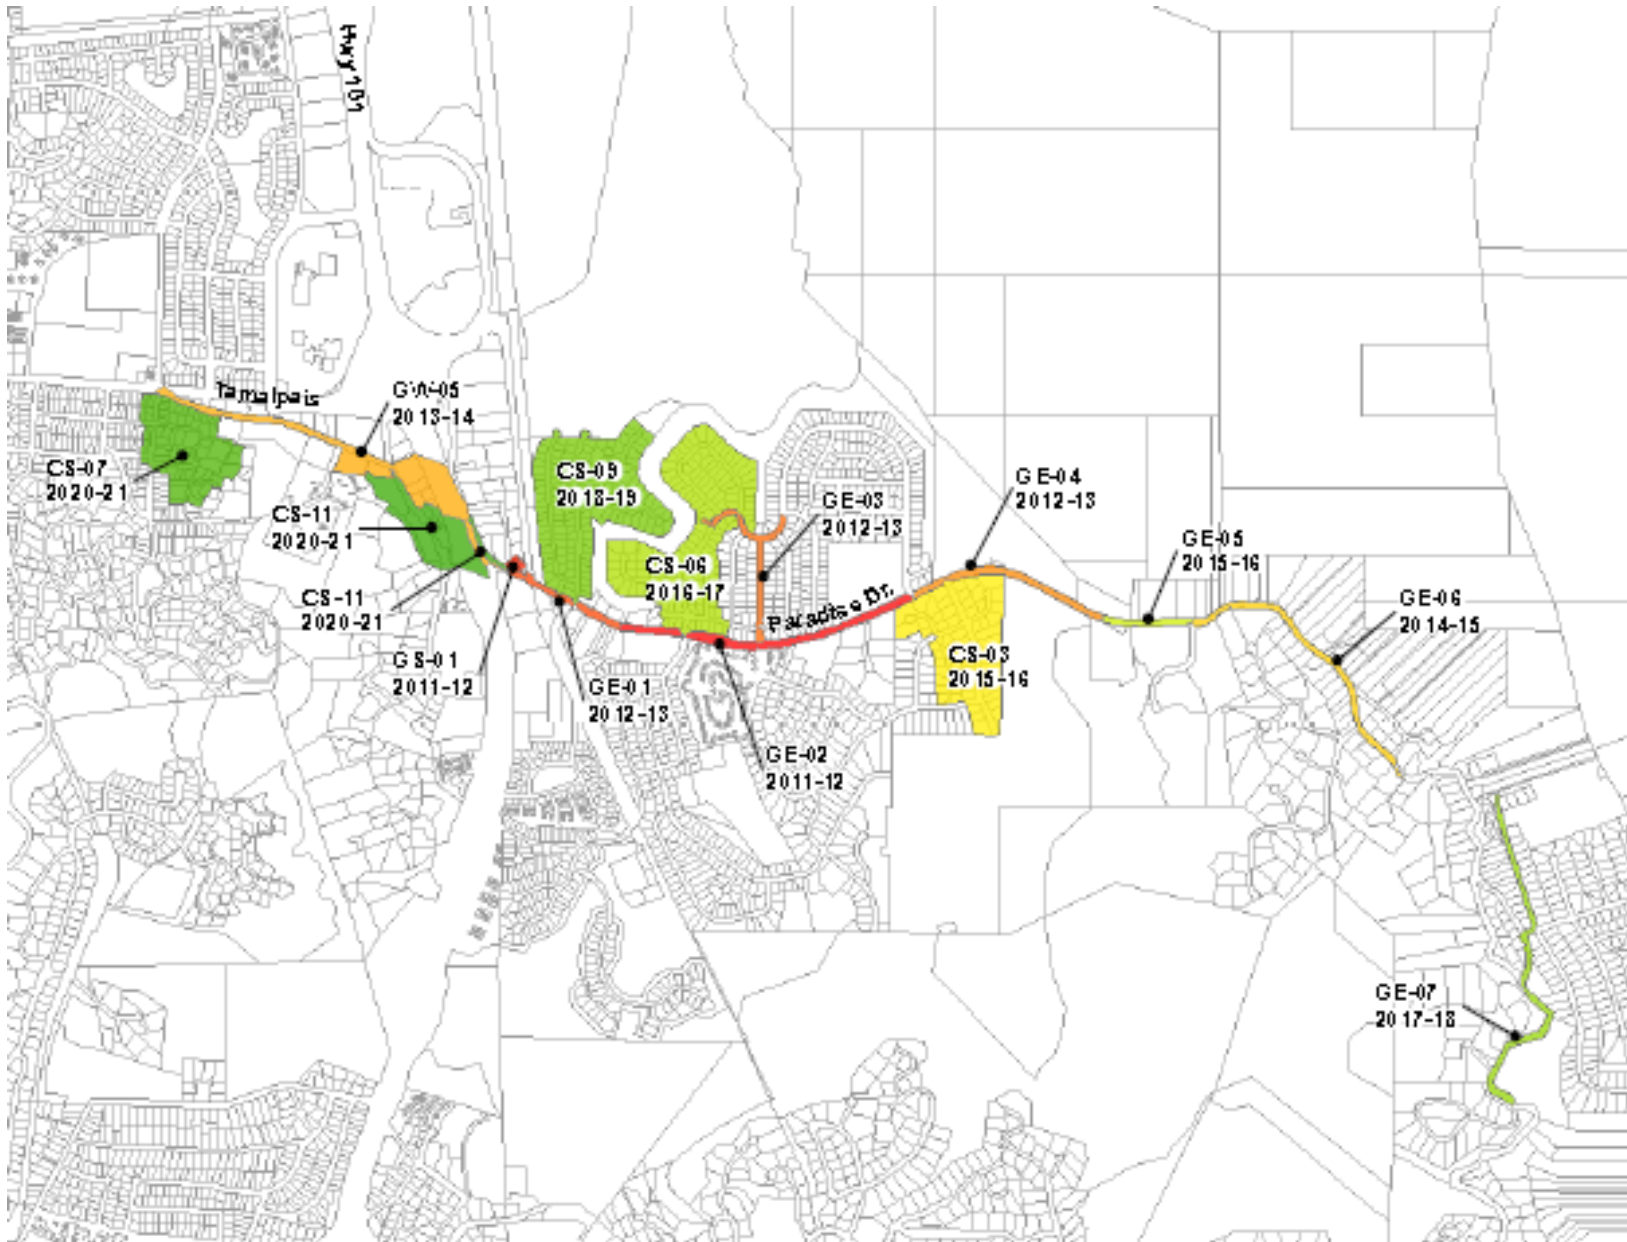 Hwy 101
Tamalpais
GW-05
2013-14
CS-07
2020-21
CS-11
2020-21
CS-09
2018-19
GE-03
2012-13
GE-04
2012-13
GE-05
2015-16
CS-06
2016-17
CS-11
2020-21
Paradise Dr.
GE-06
2014-15
GS-01
2011-12
CS-03
2015-16
GE-01
2012-13
GE-02
2011-12
GE-07
2017-18